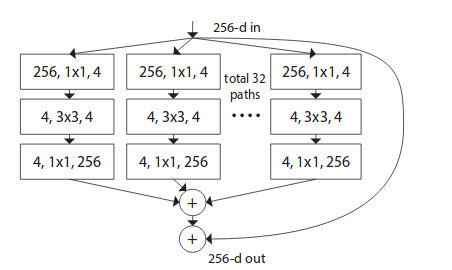 256-d in
256, 1x1, 4
256, 1x1, 4
total 32
paths
256, 1x1, 4
4, 3x3, 4
4, 3x3, 4
....
4, 3x3, 4
4, 1x1, 256
4, 1x1, 256
4, 1x1, 256
+
+
256-d out